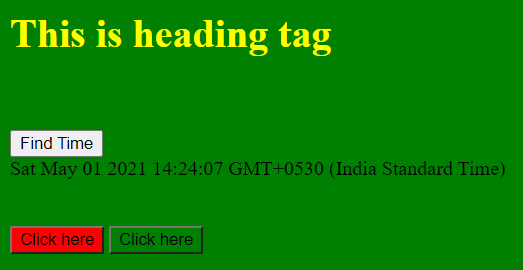 This is heading tag
Find Time
Sat May 01 2021 14:24:07 GMT+0530 (India Standard Time)
Click here Click here